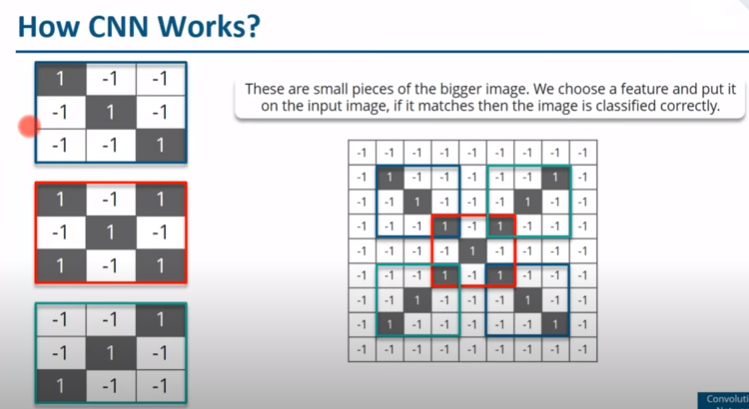 How CNN Works?
1 -1 -1
-1 1 -1
-1 -1 1
These are small pieces of the bigger image. We choose a feature and put it
on the input image, if it matches then the image is classified correctly.
1 -1 1
-1 1 -1
1 -1 1
-1 -1 1
-1 1 -1
1 -1 -1
-1 -1 -1 -1 -1 -1 -1 -1 -1
-1 1 -1 -1 -1 -1 -1 1 -1
-1 -1 1 -1 -1 -1 1 -1 -1
-1 -1 -1 1 -1 1 -1 -1 -1
-1 -1 -1 -1 1 -1 -1 -1 -1
-1 -1 -1 1 -1 1 -1 -1 -1
-1 -1 1 -1 -1 -1 1 -1 -1
-1 1 -1 -1 -1 -1 -1 1 -1
-1 -1 -1 -1 -1 -1 -1 -1 -1
Convoluti